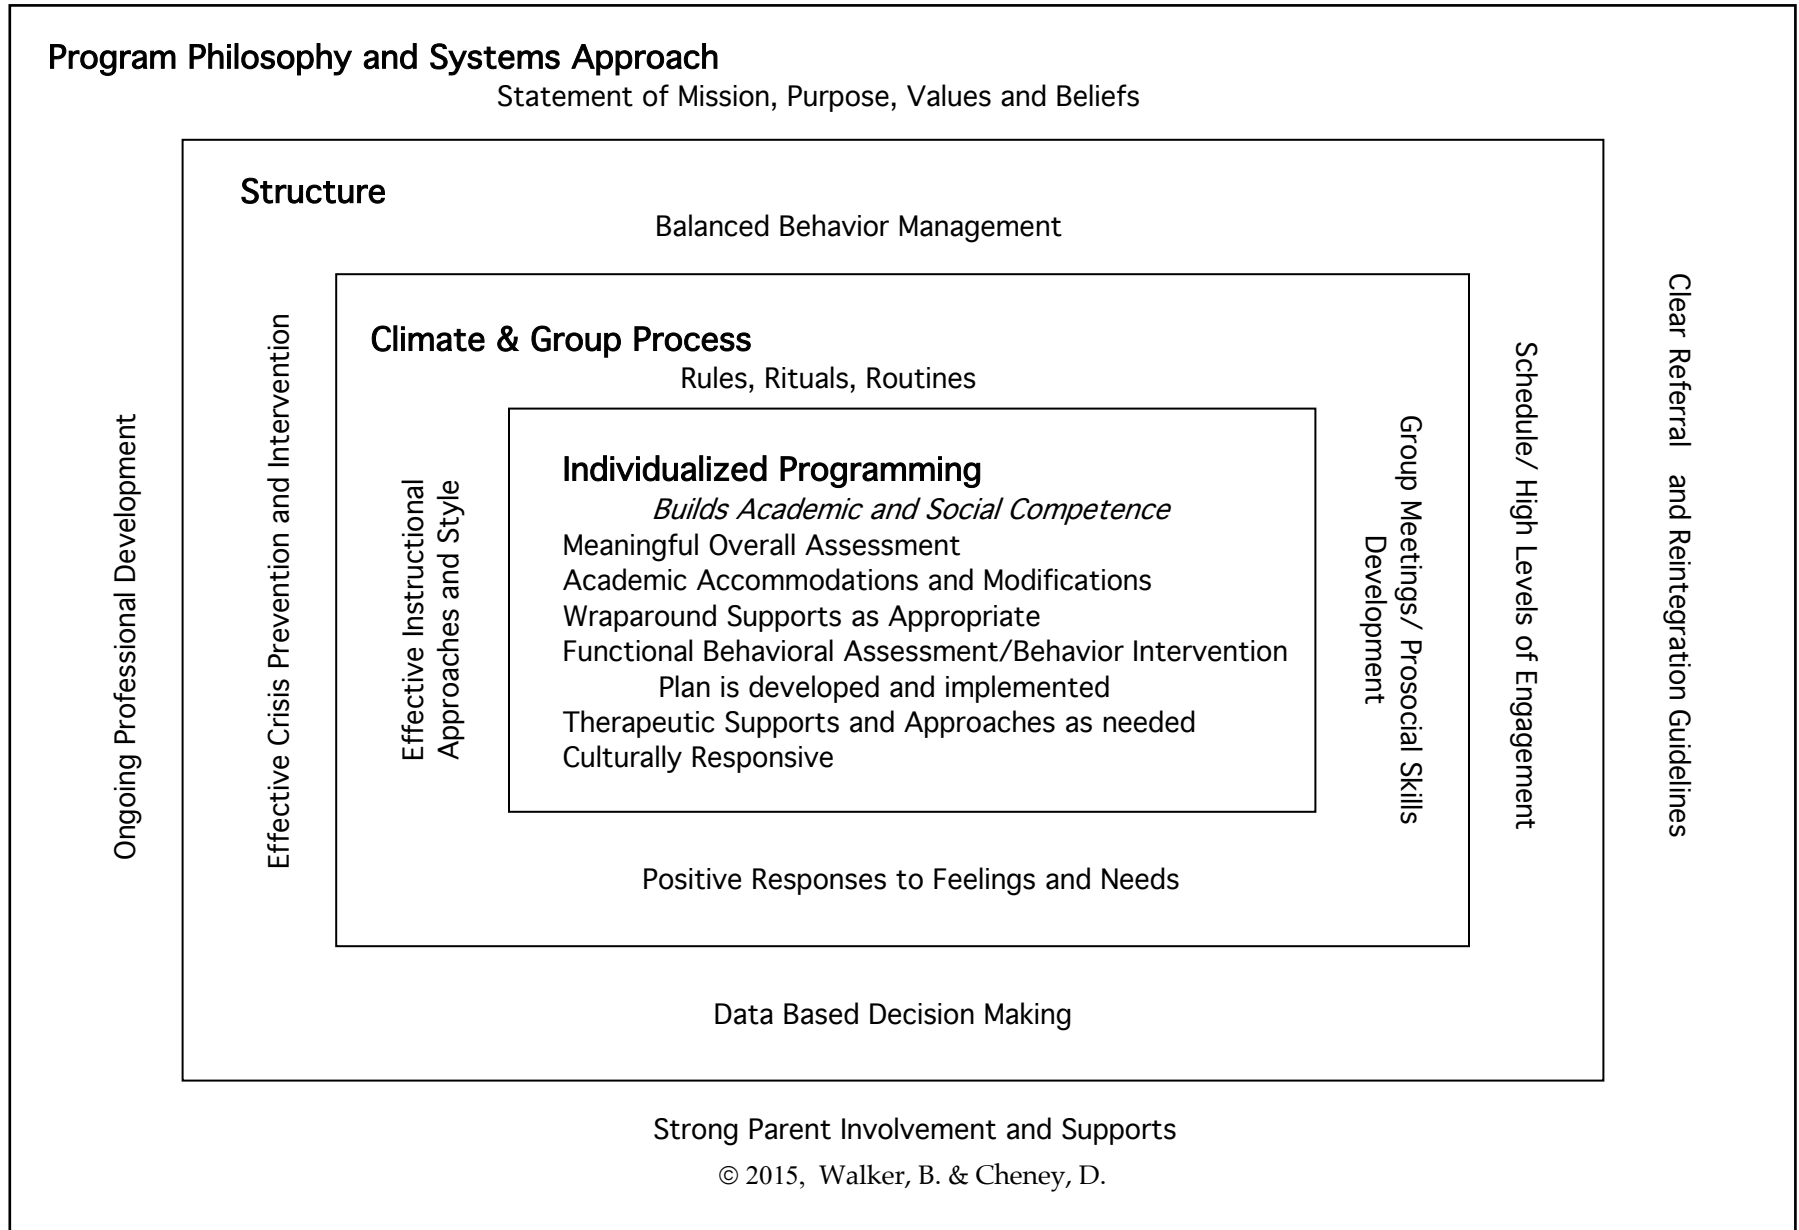 Program Philosophy and Systems Approach
Statement of Mission, Purpose, Values and Beliefs
Structure
Balanced Behavior Management
Climate & Group Process
Rules, Rituals, Routines
Individualized Programming
Builds Academic and Social Competence
Meaningful Overall Assessment
Academic Accommodations and Modifications
Wraparound Supports as Appropriate
Functional Behavioral Assessment/Behavior Intervention
Plan is developed and implemented
Therapeutic Supports and Approaches as needed
Culturally Responsive
Ongoing Professional Development
Effective Crisis Prevention and Intervention
Effective Instructional
Approaches and Style
Group Meetings/ Prosocial Skills
Development
Schedule/ High Levels of Engagement
Clear Referral and Reintegration Guidelines
Positive Responses to Feelings and Needs
Data Based Decision Making
Strong Parent Involvement and Supports
© 2015, Walker, B. & Cheney, D.